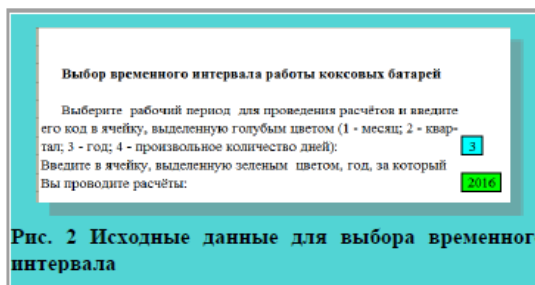 Выбор временного интервала работы коксовых батарей
Выберите рабочий период для проведения расчётов и введите
его код в ячейку, выделенную голубым цветом (1 - месяц; 2 - квар-
тал; 3 - год; 4 - произвольное количество дней): 3
Введите в ячейку, выделенную зеленым цветом, год, за который
Вы проводите расчёты: 2016
Рис. 2 Исходные данные для выбора временног
интервала